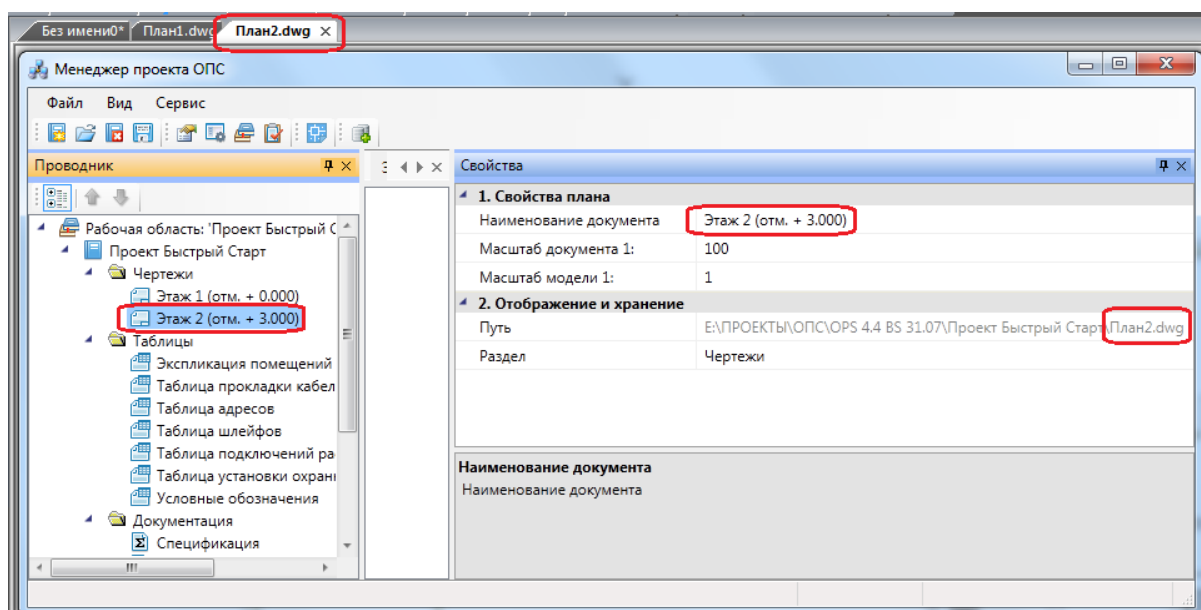 Без имени0* План1.dwg План2.dwg
Менеджер проекта ОПС
Файл Вид Сервис
Проводник
Рабочая область: 'Проект Быстрый С
Проект Быстрый Старт
Чертежи
Этаж 1 (отм. + 0.000)
Этаж 2 (отм. + 3.000)
Таблицы
Экспликация помещений
Таблица прокладки кабел
Таблица адресов
Таблица шлейфов
Таблица подключений ра
Таблица установки охран
Условные обозначения
Документация
Спецификация
Свойства
1. Свойства плана
Наименование документа Этаж 2 (отм. + 3.000)
Масштаб документа 1: 100
Масштаб модели 1: 1
2. Отображение и хранение
Путь E:\ПРОЕКТЫ\ОПС\OPS 4.4 BS 31.07\Проект Быстрый Старт\План2.dwg
Раздел Чертежи
Наименование документа
Наименование документа